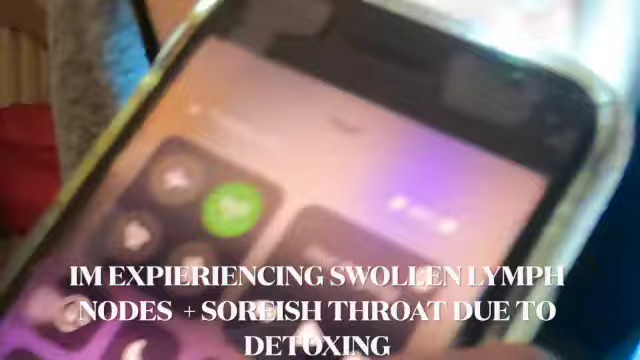 IM EXPIERIENCING SWOLLEN LYMPH
NODES + SOREISH THROAT DUE TO
DETOXING